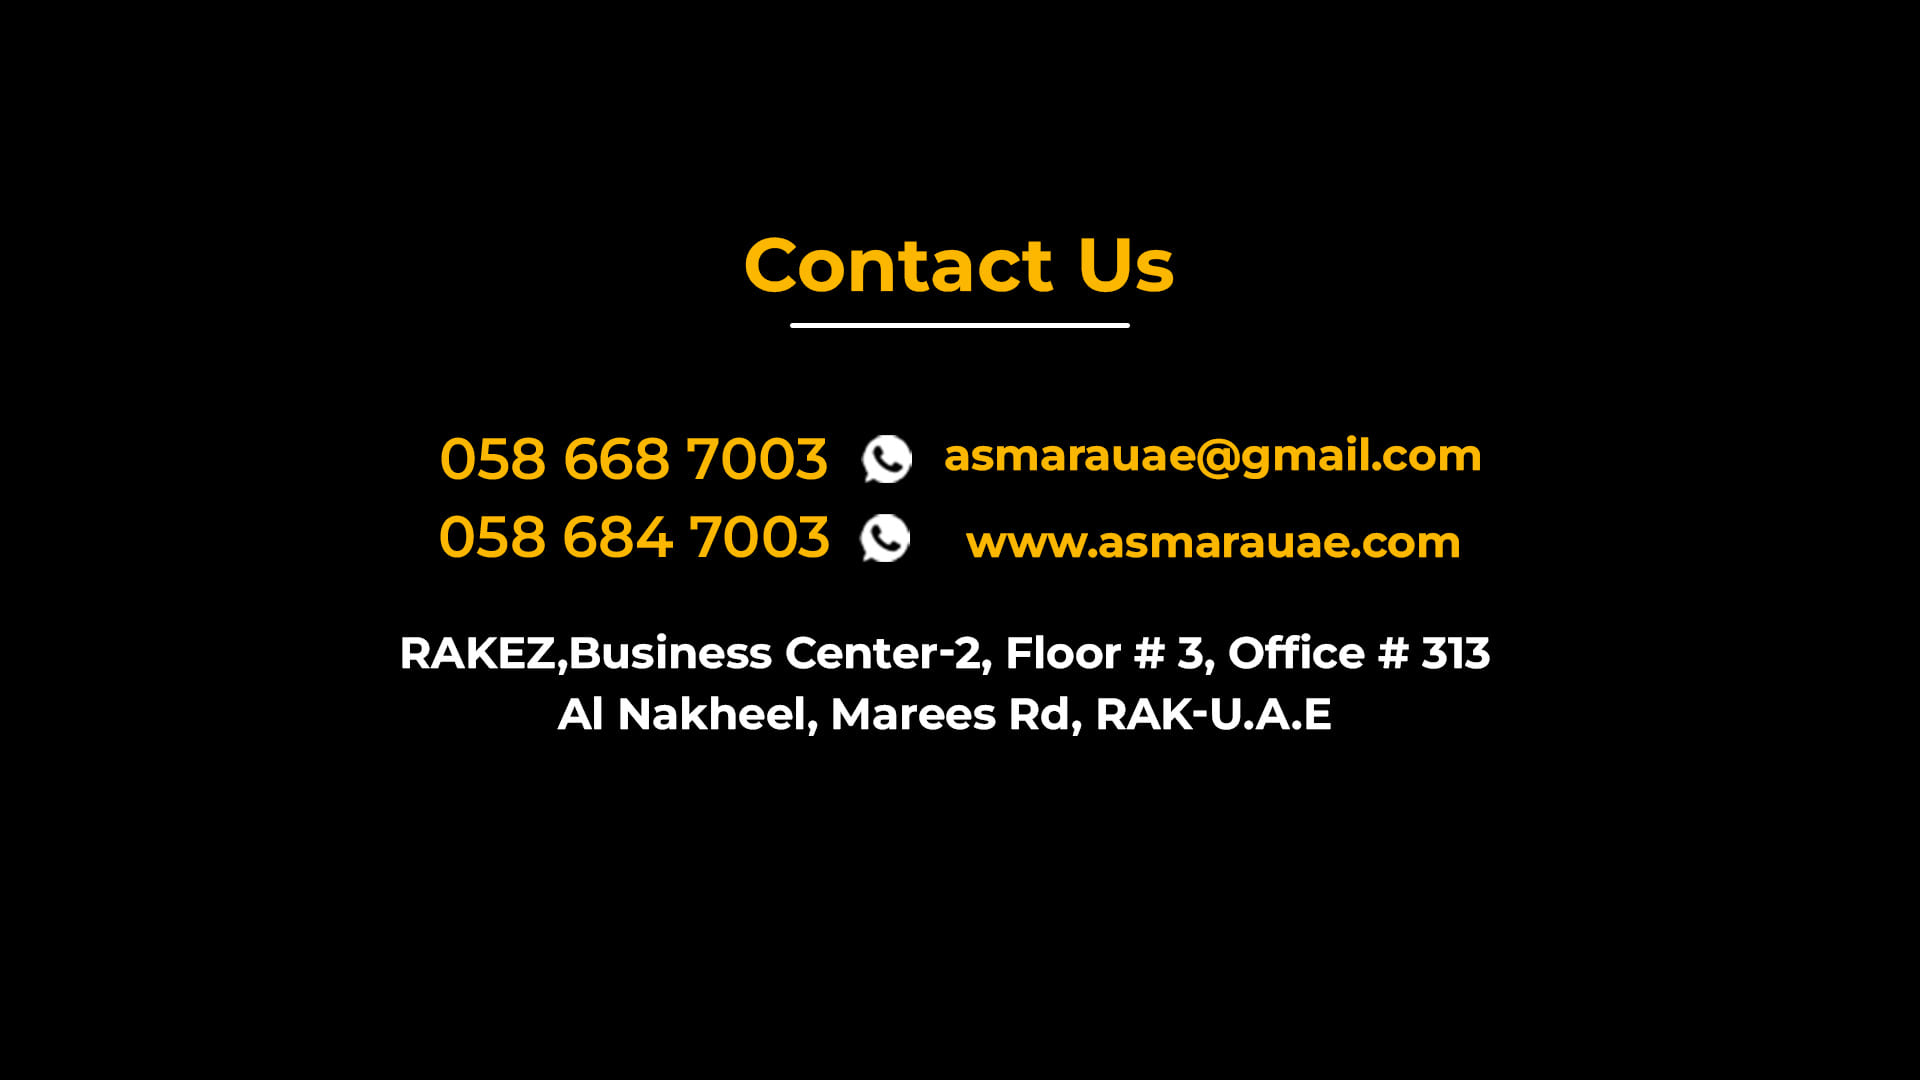 Contact Us
058 668 7003 asmarauae@gmail.com
058 684 7003 www.asmarauae.com
RAKEZ,Business Center-2, Floor # 3, Office # 313
Al Nakheel, Marees Rd, RAK-U.A.E